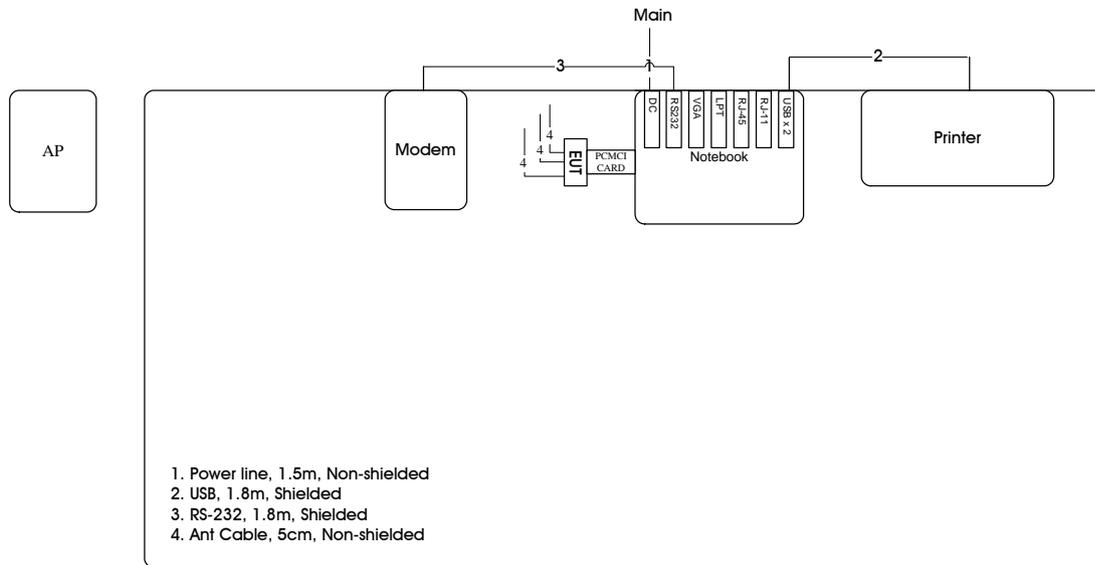 Main
3
1
2
AP
Modem
4
4
4
EUT
PCMCI
CARD
DC
RS232
VGA
LPT
RJ-45
RJ-11
USB x 2
Notebook
Printer
1. Power line, 1.5m, Non-shielded
2. USB, 1.8m, Shielded
3. RS-232, 1.8m, Shielded
4. Ant Cable, 5cm, Non-shielded